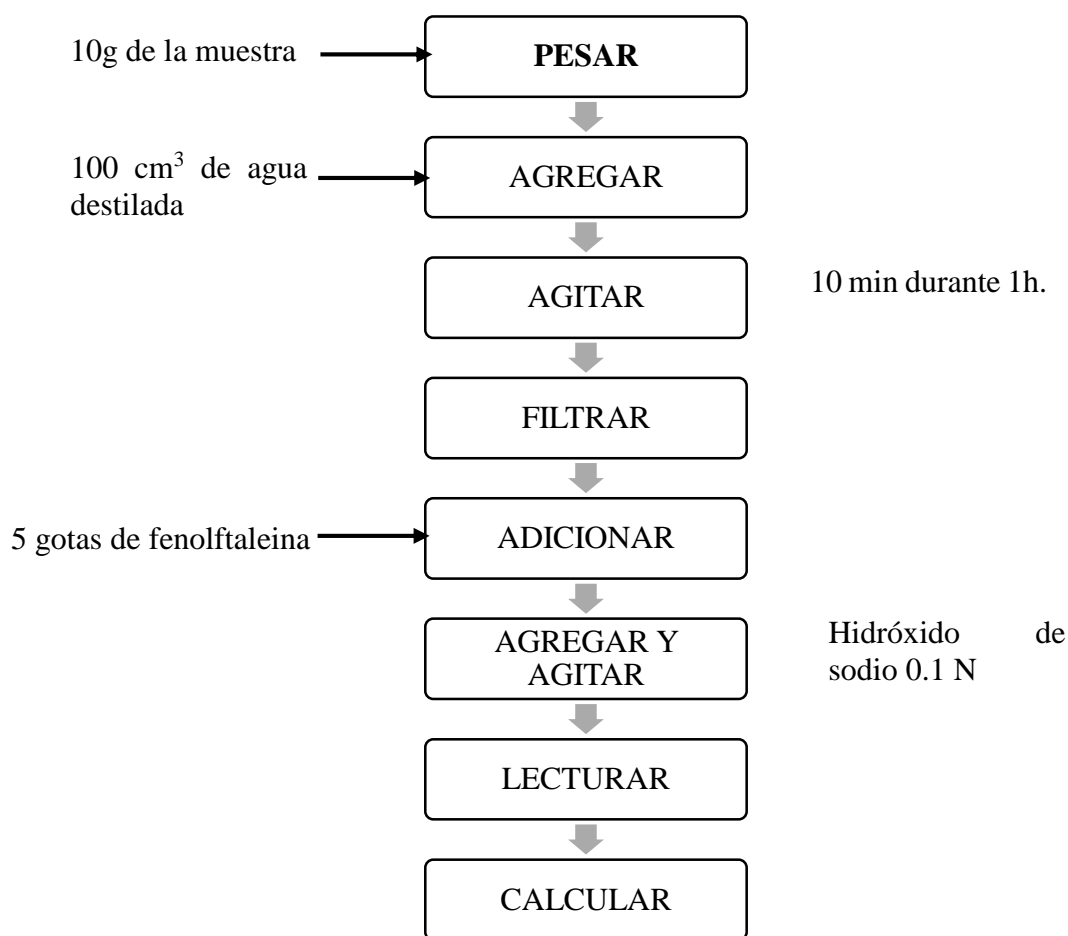 10g de la muestra
PESAR
100 cm³ de agua
destilada
AGREGAR
AGITAR
10 min durante 1h.
FILTRAR
5 gotas de fenolftaleina
ADICIONAR
AGREGAR Y
AGITAR
Hidróxido de
sodio 0.1 N
LECTURAR
CALCULAR